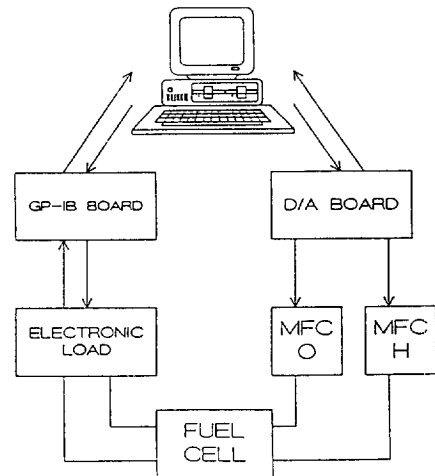 GP-IB BOARD
D/A BOARD
ELECTRONIC
LOAD
MFC
O
MFC
H
FUEL
CELL